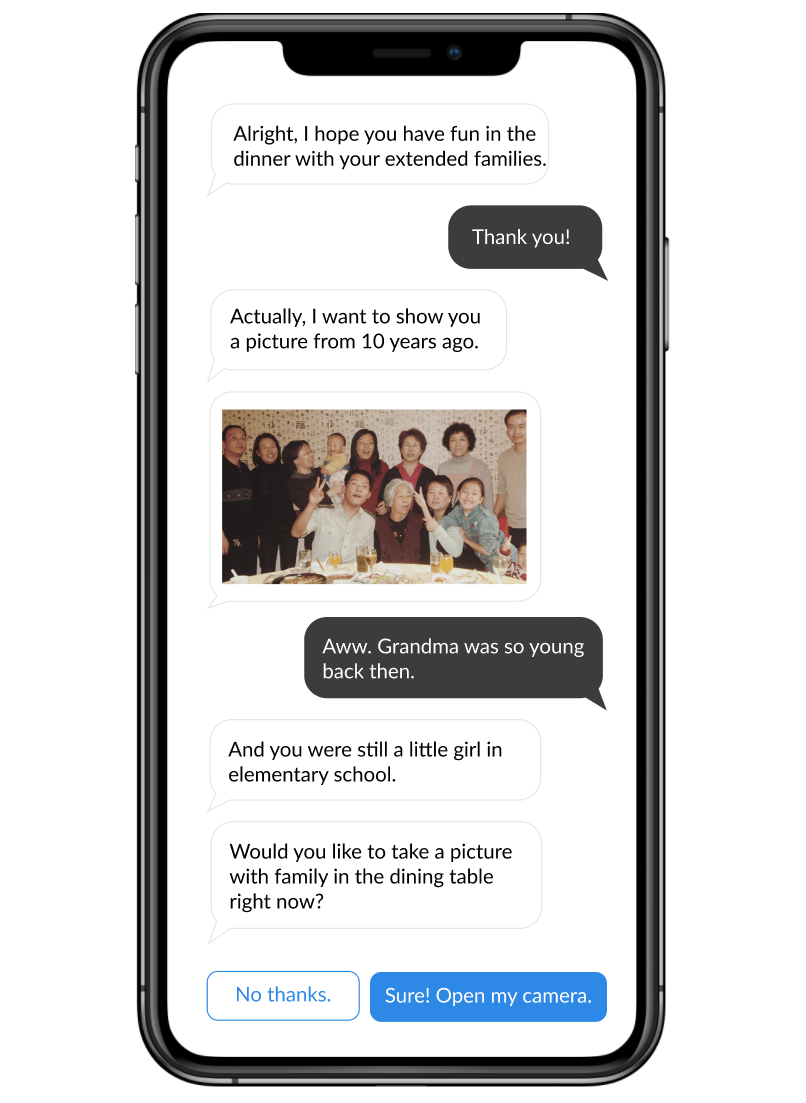 Alright, I hope you have fun in the
dinner with your extended families.
Thank you!
Actually, I want to show you
a picture from 10 years ago.
Aww. Grandma was so young
back then.
And you were still a little girl in
elementary school.
Would you like to take a picture
with family in the dining table
right now?
No thanks.
Sure! Open my camera.